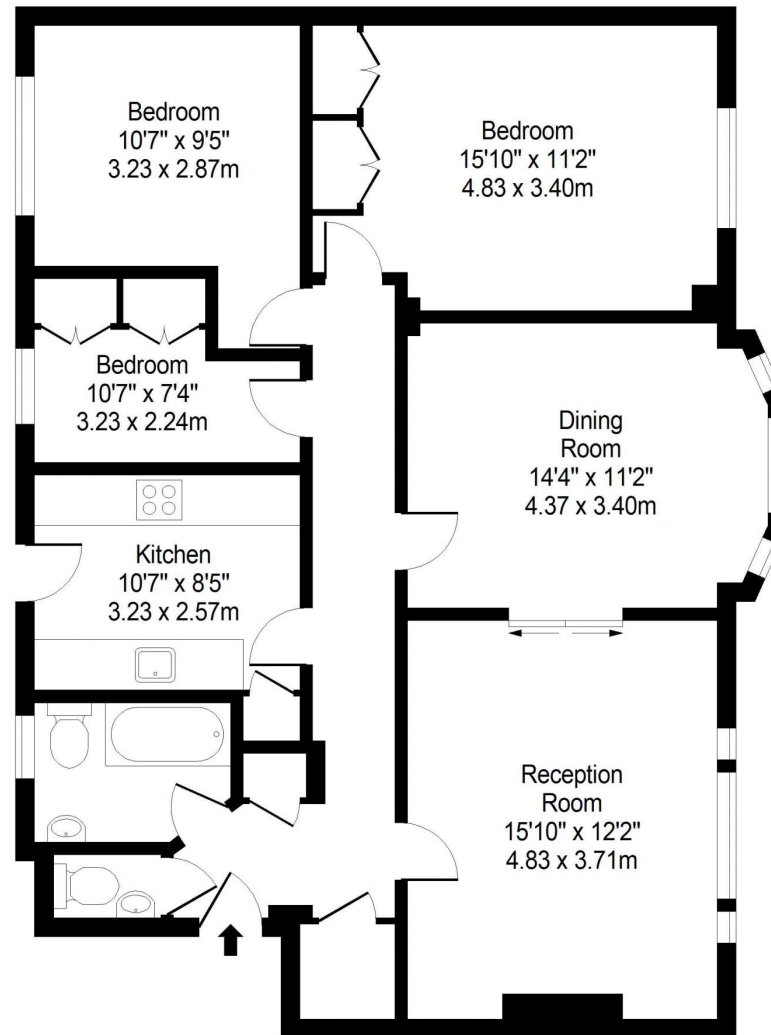 Bedroom
10'7" x 9'5"
3.23 x 2.87m
Bedroom
15'10" x 11'2"
4.83 x 3.40m
Bedroom
10'7" x 7'4"
3.23 x 2.24m
Dining
Room
14'4" x 11'2"
4.37 x 3.40m
Kitchen
10'7" x 8'5"
3.23 x 2.57m
Reception
Room
15'10" x 12'2"
4.83 x 3.71m